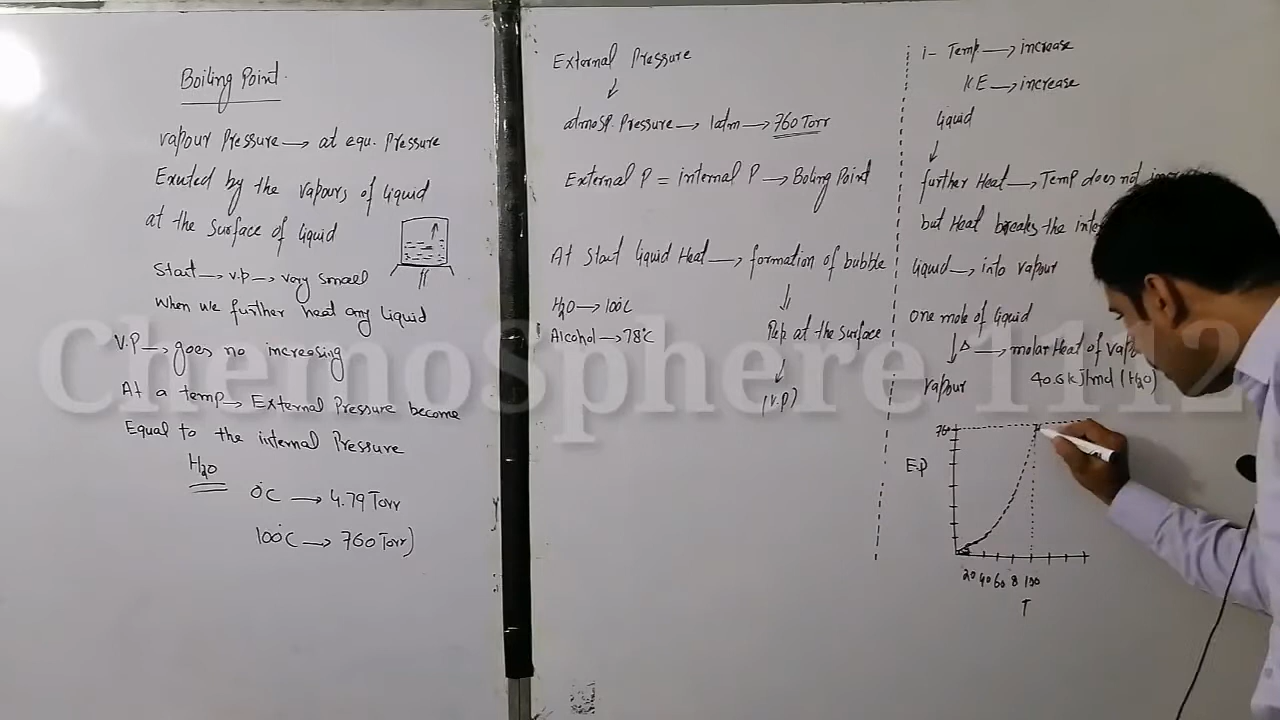 Boiling Point
Vapour Pressure → at equ. Pressure
Exuted by the vapours of liquid
at the surface of liquid
Start → v.p → very small
When we further heat any liquid
V.P → goes no increasing
At a temp → External Pressure become
Equal to the internal Pressure
H2O
0°C → 4.79 Torr
100°C → 760 Torr)
External Pressure
↓
atmosp. Pressure → 1atm → 760 Torr
External P = internal P → Boling Point
At Start liquid Heat → formation of bubble
H2O → 100°C
Alcohol → 78°C
at the surface
↓
(V.P)
1- Temp → increase
KE → increase
liquid
↓
further Heat → Temp does not
but Heat breaks the
liquid → into vapour
one mole of liquid
↓ Δ → molar Heat of
vapour
40.6 kJ/mol (H2O)
760
E.P
20 40 60 8 100
T
ChemoSphere 1112